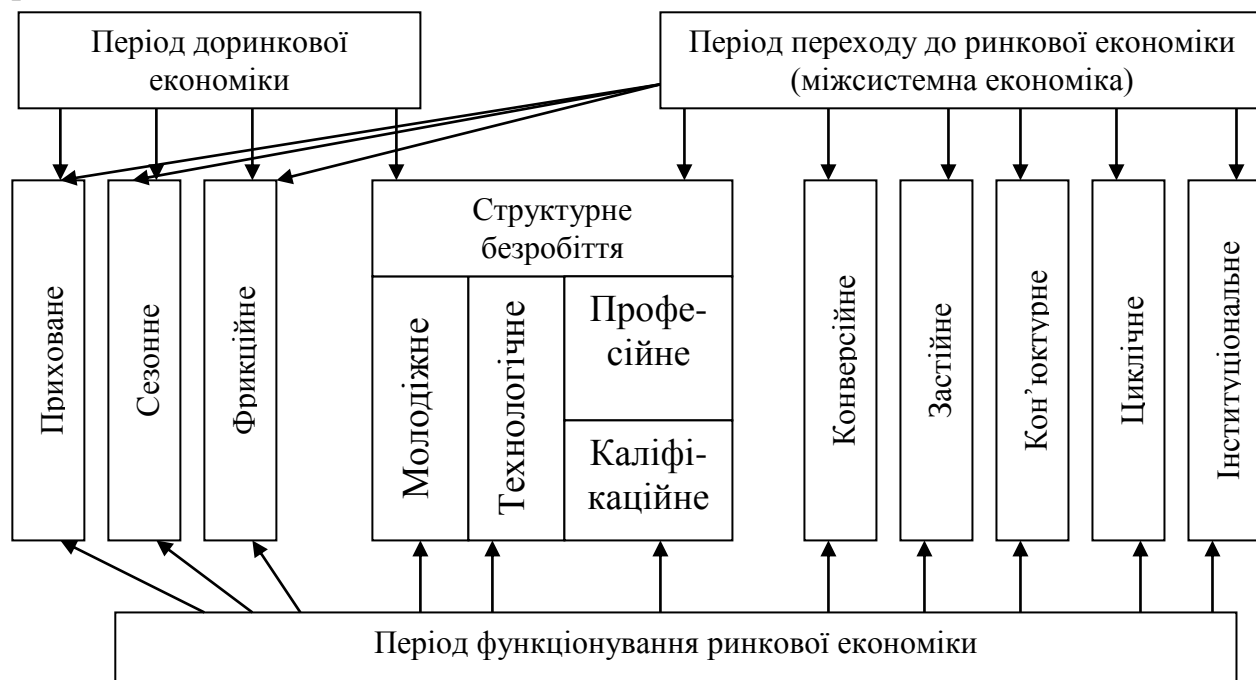 Період доринкової
економіки
Період переходу до ринкової економіки
(міжсистемна економіка)
Приховане
Сезонне
Фрикційне
Структурне
безробіття
Молодіжне
Технологічне
Профе-
сійне
Каліфі-
каційне
Конверсійне
Застійне
Кон’юктурне
Циклічне
Інституціональне
Період функціонування ринкової економіки